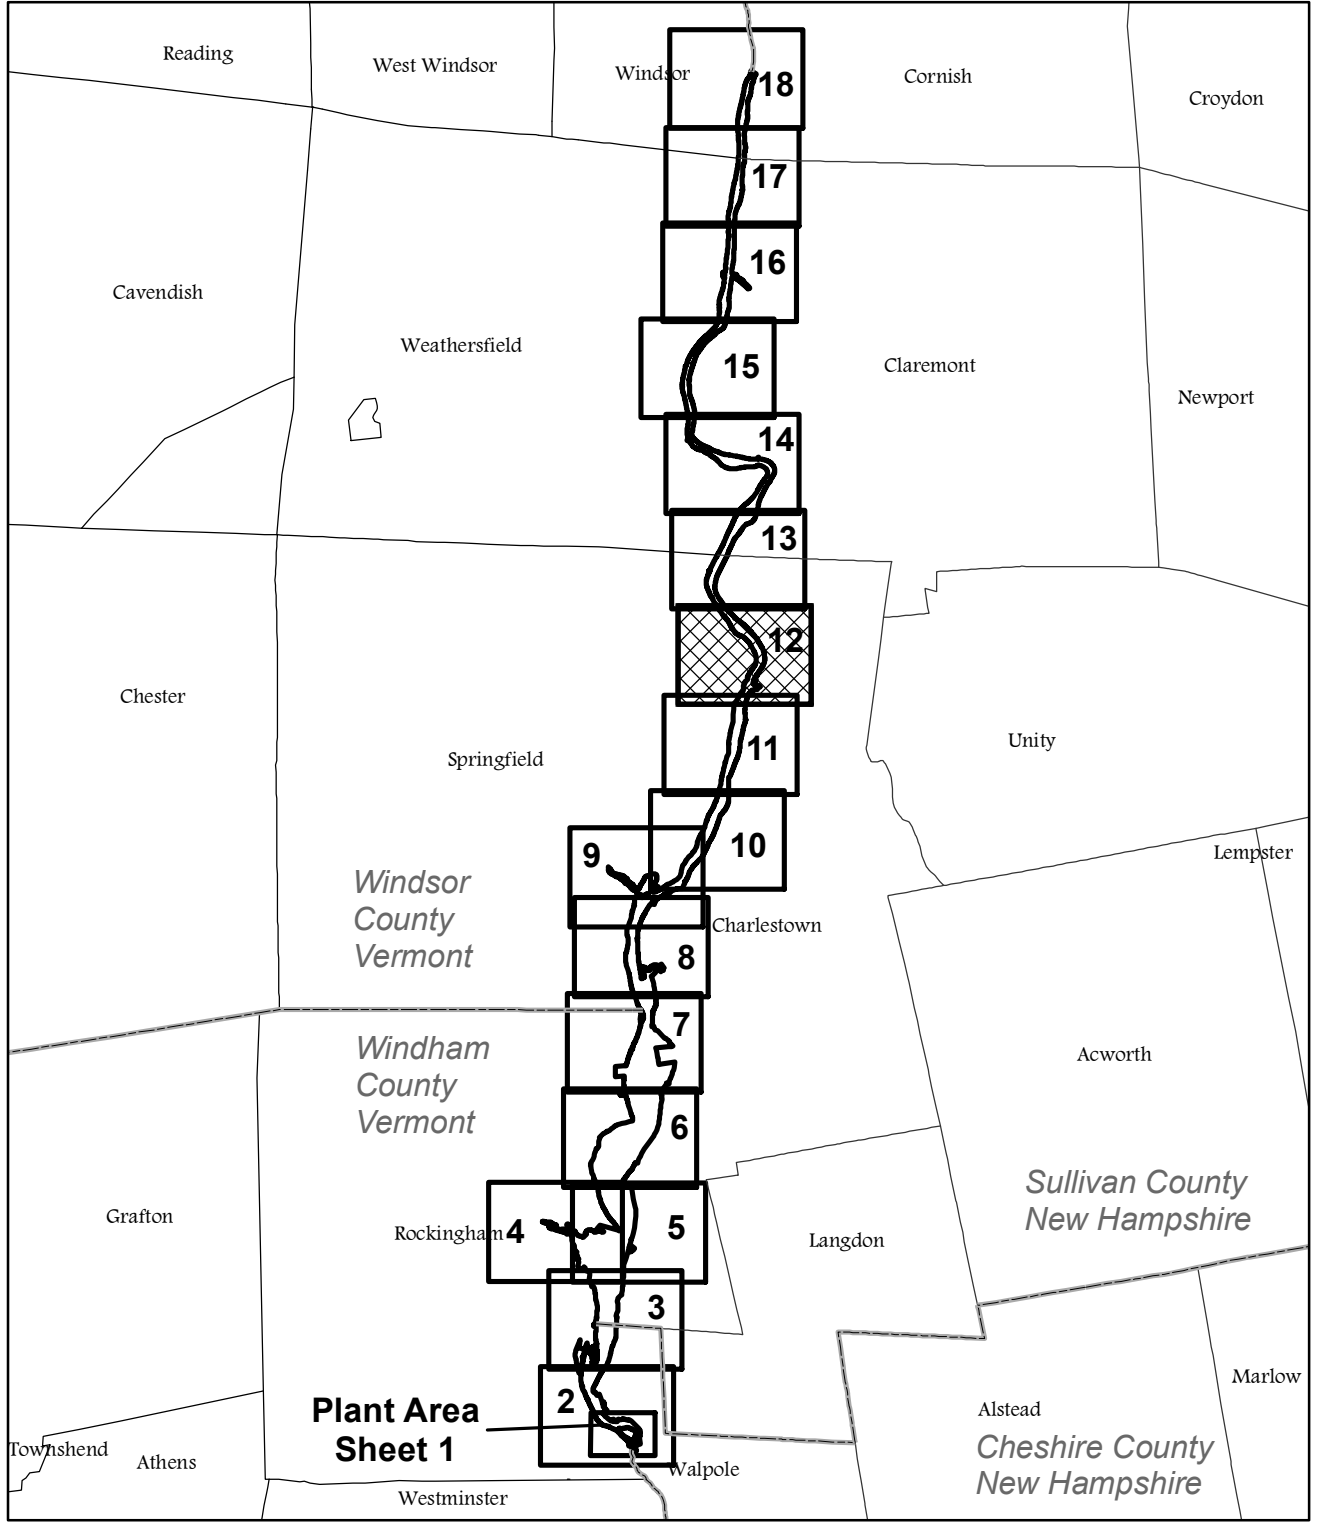 Reading
West Windsor
Windsor
18
Cornish
Croydon
17
16
Cavendish
Weathersfield
15
Claremont
Newport
14
13
12
Chester
Springfield
11
Unity
10
9
Lempster
Windsor
County
Vermont
Charlestown
8
7
Windham
County
Vermont
Acworth
6
Sullivan County
New Hampshire
Grafton
Rockingham
4
5
Langdon
3
2
Plant Area
Sheet 1
Marlow
Alstead
Cheshire County
New Hampshire
Townshend
Athens
Walpole
Westminster